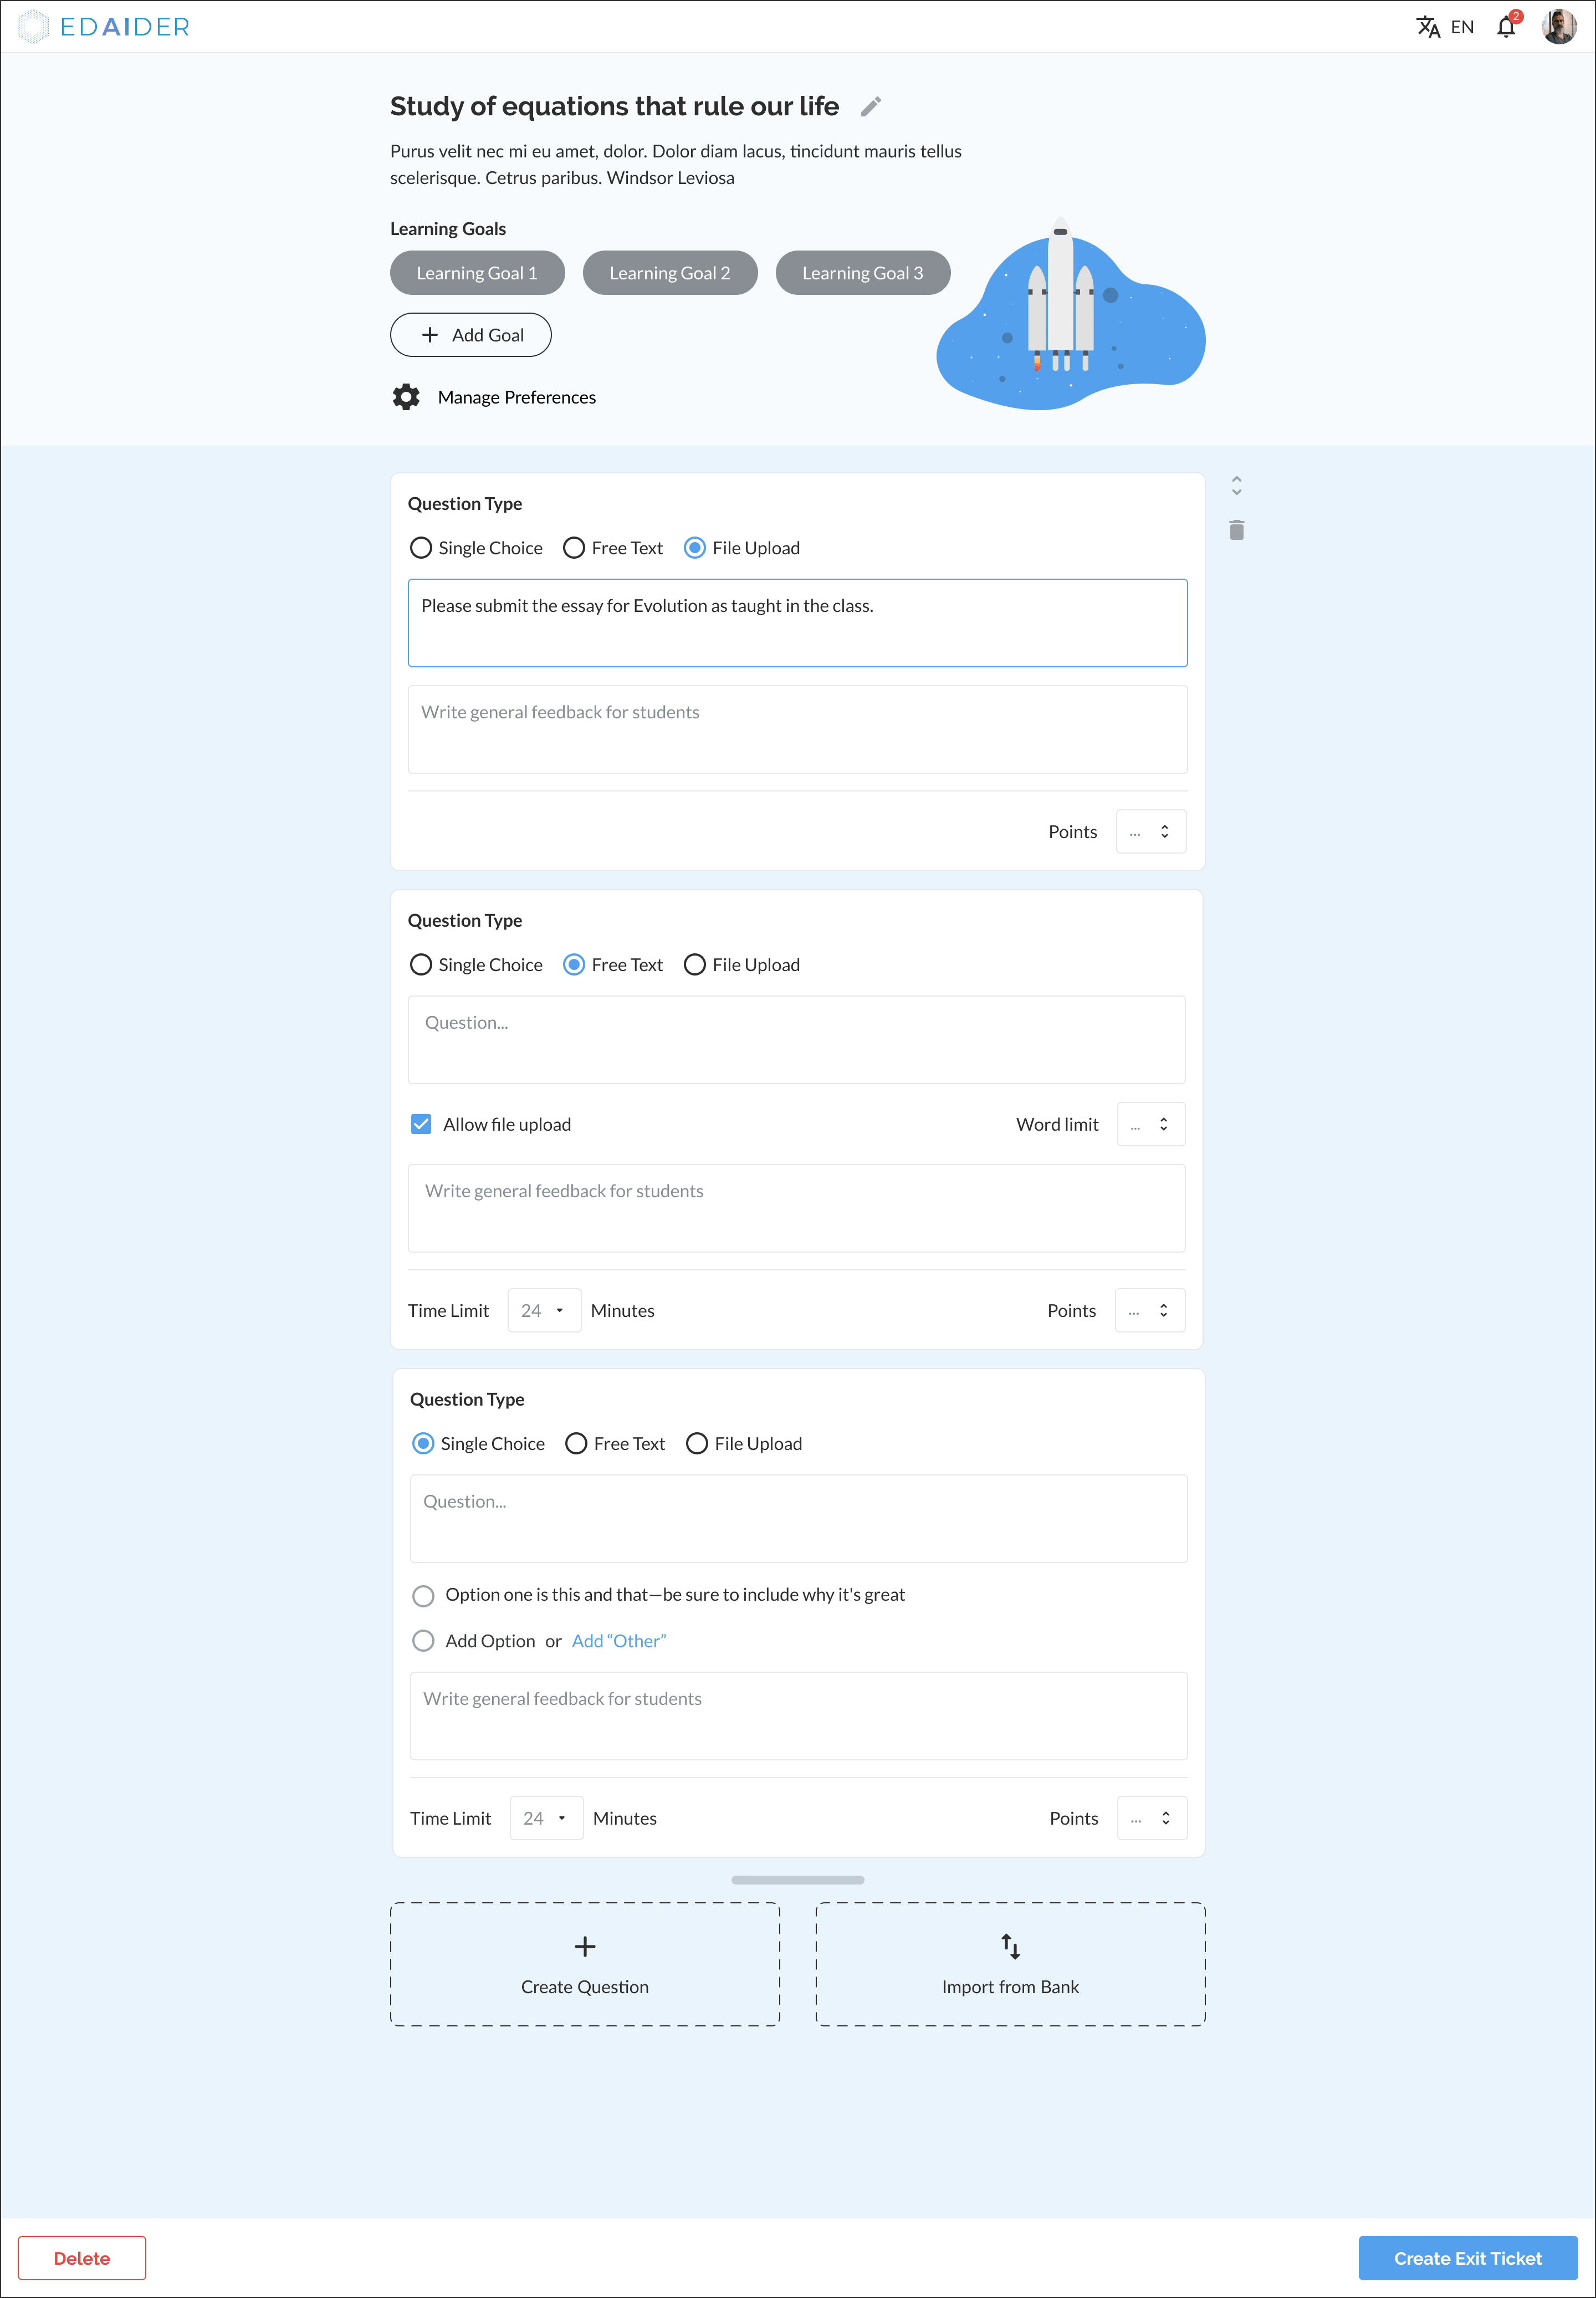 EDAIDER
EN
2
Study of equations that rule our life
Purus velit nec mi eu amet, dolor. Dolor diam lacus, tincidunt mauris tellus
scelerisque. Cetrus paribus. Windsor Leviosa
Learning Goals
Learning Goal 1 Learning Goal 2 Learning Goal 3
Add Goal
Manage Preferences
Question Type
Single Choice Free Text File Upload
Please submit the essay for Evolution as taught in the class.
Write general feedback for students
Points ...
Question Type
Single Choice Free Text File Upload
Question...
Allow file upload Word limit ...
Write general feedback for students
Time Limit 24 Minutes Points ...
Question Type
Single Choice Free Text File Upload
Question...
Option one is this and that—be sure to include why it's great
Add Option or Add “Other”
Write general feedback for students
Time Limit 24 Minutes Points ...
Create Question Import from Bank
Delete Create Exit Ticket